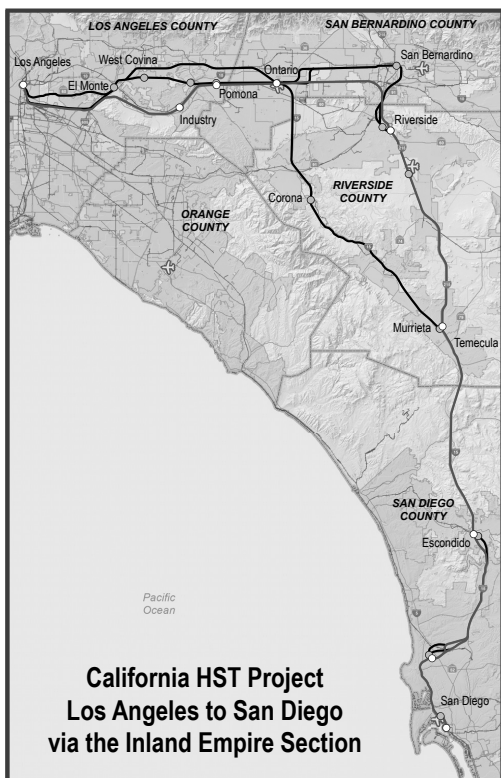 LOS ANGELES COUNTY
SAN BERNARDINO COUNTY
Los Angeles
West Covina
San Bernardino
Ontario
El Monte
Pomona
Industry
Riverside
RIVERSIDE
COUNTY
Corona
ORANGE
COUNTY
Murrieta
Temecula
SAN DIEGO
COUNTY
Escondido
Pacific
Ocean
San Diego
California HST Project
Los Angeles to San Diego
via the Inland Empire Section